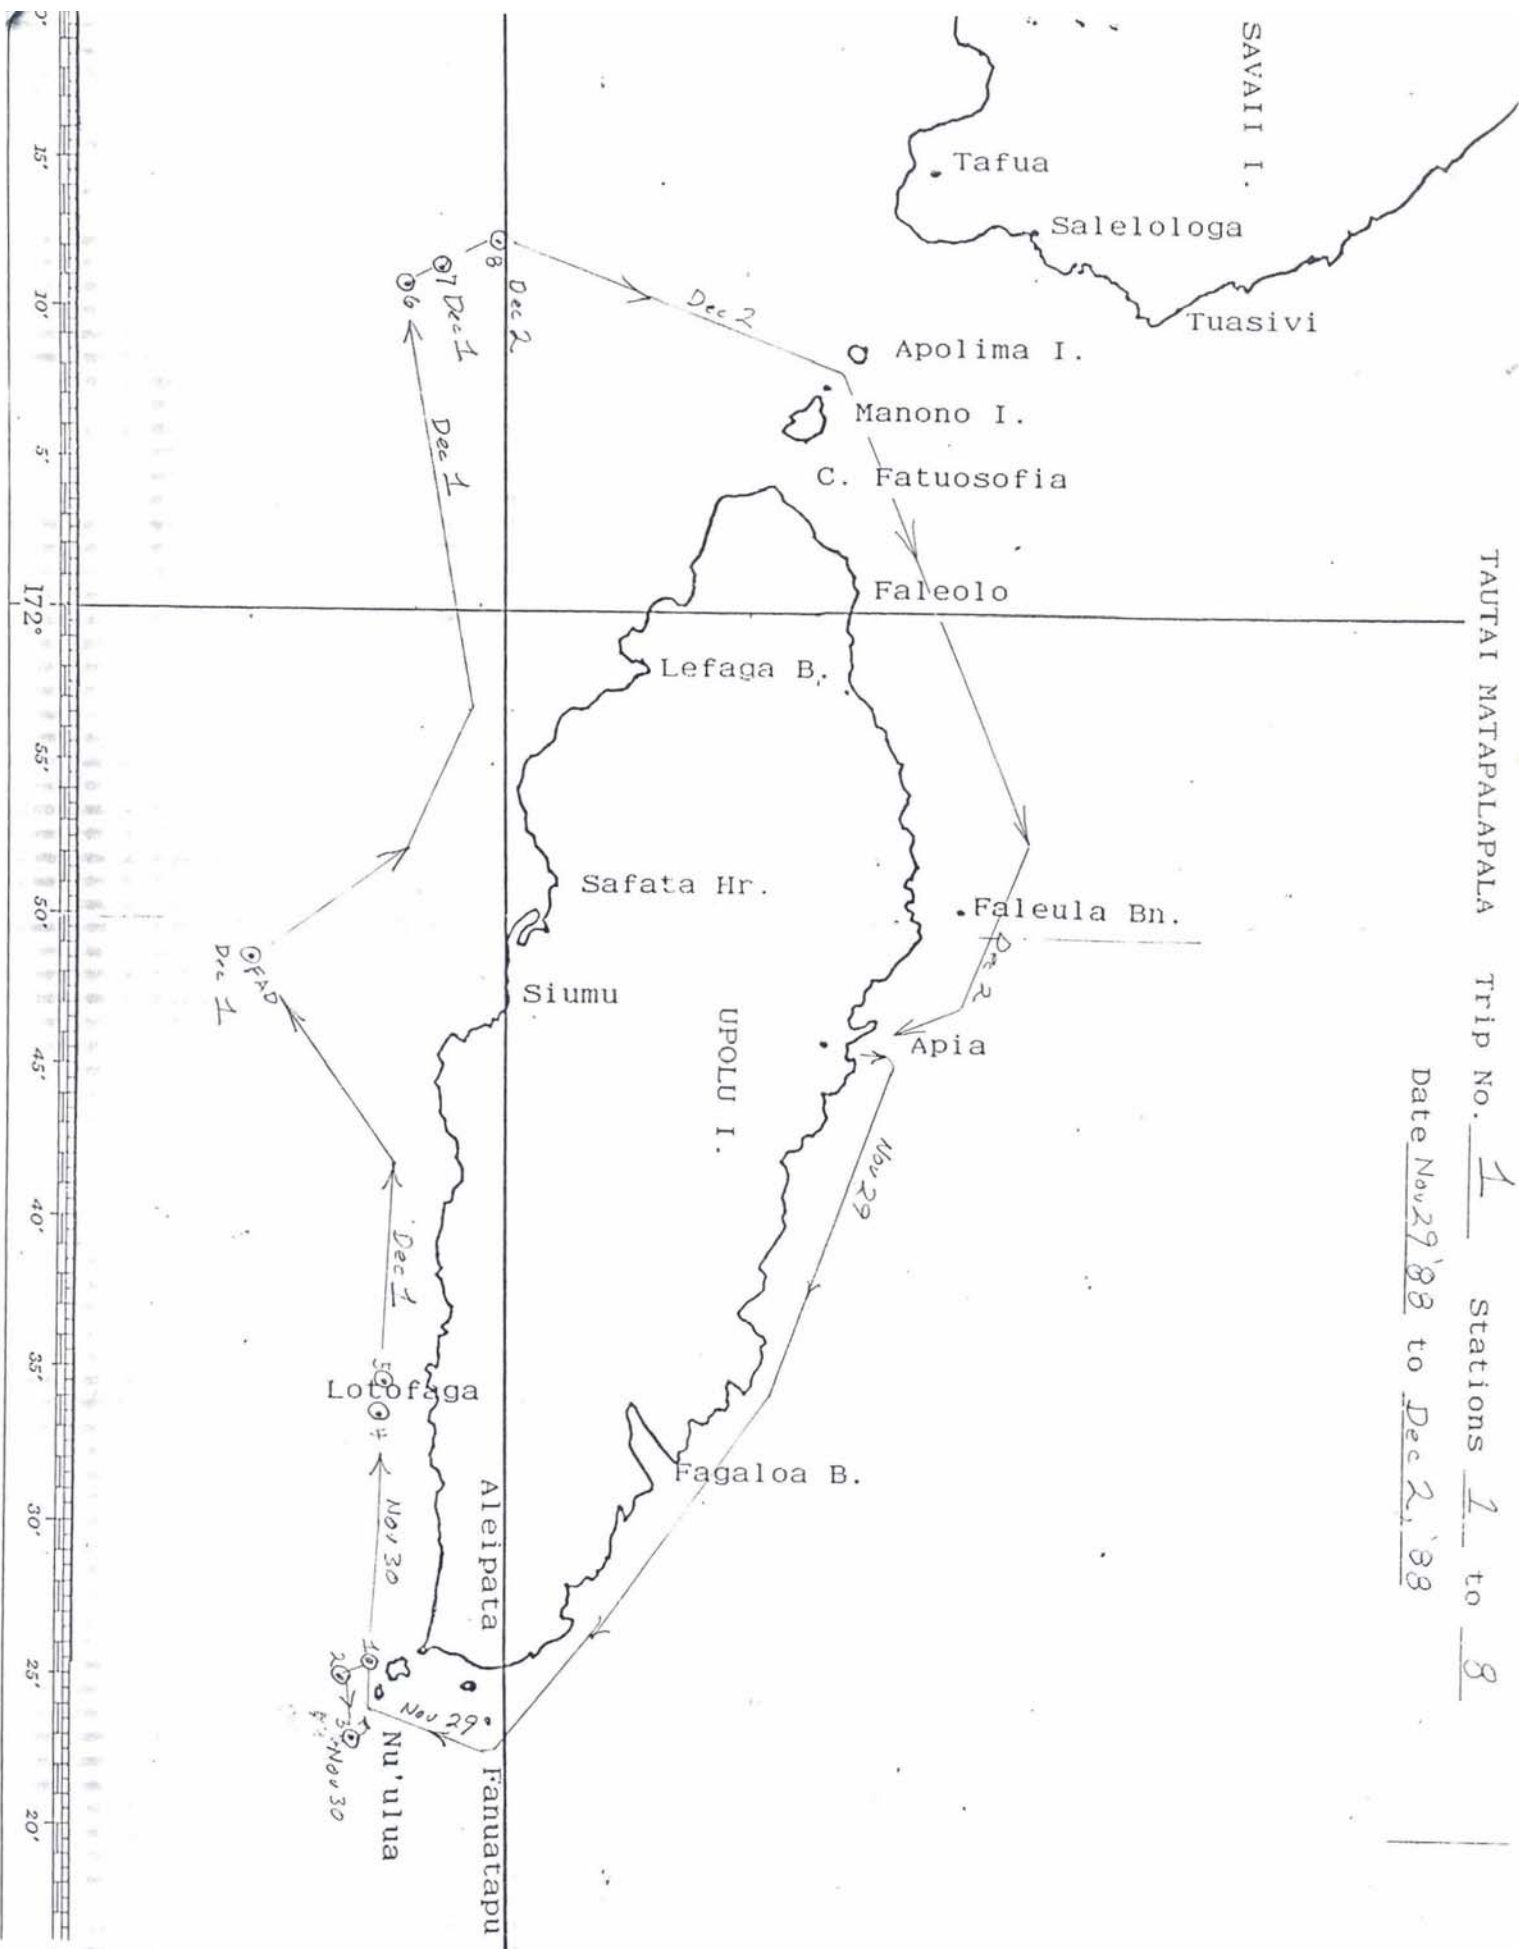 TAUTAI MATAPALAPALA Trip No. 1 Stations 1 to 8
Date Nov 29 '88 to Dec 2, '88
SAVAII I.
Tafua
Salelologa
Tuasivi
Apolima I.
Manono I.
C. Fatuosofia
Faleolo
Lefaga B.
Safata Hr.
Siumu
UPOLU I.
Faleula Bn.
Apia
Fagaloa B.
Lotofaga
Aleipata
Fanuatapu
Nu'ulua
Nov 29
Nov 29
1
2
3
Nov 30
Nov 30
4
5
Dec 1
FAD
Dec 1
Dec 1
6
7 Dec 1
8 Dec 2
Dec 2
Dec 2
15' 10' 5' 172° 55' 50' 45' 40' 35' 30' 25' 20'